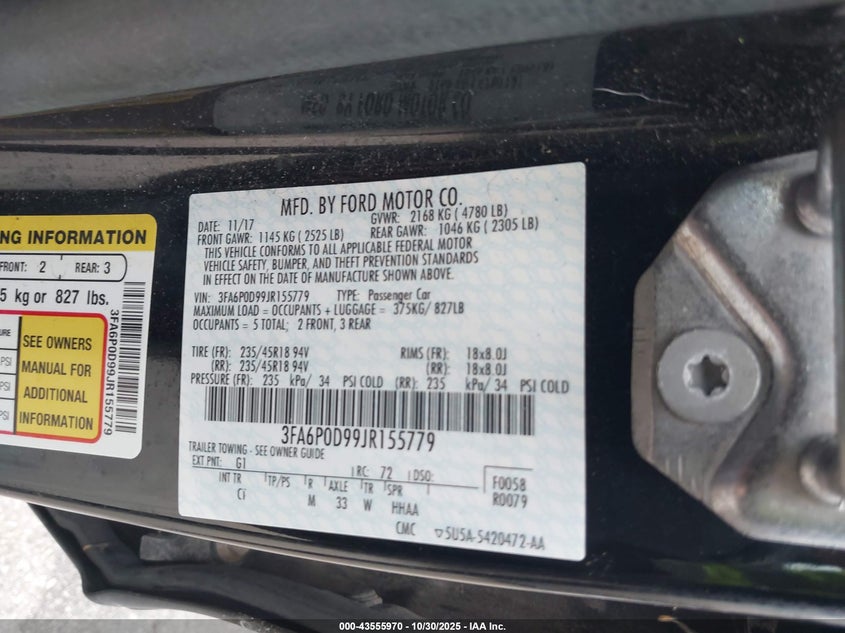 MFD. BY FORD MOTOR CO.
DATE: 11/17 GVWR: 2168 KG ( 4780 LB)
FRONT GAWR: 1145 KG ( 2525 LB) REAR GAWR: 1046 KG ( 2305 LB)
THIS VEHICLE CONFORMS TO ALL APPLICABLE FEDERAL MOTOR
VEHICLE SAFETY, BUMPER, AND THEFT PREVENTION STANDARDS
IN EFFECT ON THE DATE OF MANUFACTURE SHOWN ABOVE.
VIN: 3FA6P0D99JR155779 TYPE: Passenger Car
MAXIMUM LOAD = OCCUPANTS + LUGGAGE = 375KG/ 827LB
OCCUPANTS = 5 TOTAL; 2 FRONT, 3 REAR
TIRE (FR): 235/45R18 94V RIMS (FR): 18x8.0J
(RR): 235/45R18 94V (RR): 18x8.0J
PRESSURE (FR): 235 kPa/ 34 PSI COLD (RR): 235 kPa/ 34 PSI COLD
3FA6P0D99JR155779
TRAILER TOWING - SEE OWNER GUIDE
EXT PNT: G1 RC: 72 DSO: F0058
INT TR TP/PS R AXLE TR SPR R0079
M 33 W HHAA
CMC 5U5A-5420472-AA
NG INFORMATION
FRONT: 2 REAR: 3
5 kg or 827 lbs.
SEE OWNERS
MANUAL FOR
ADDITIONAL
INFORMATION
PSI
PSI
PSI
3FA6P0D99JR155779
000-43555970 10/30/2025 - IAA Inc.